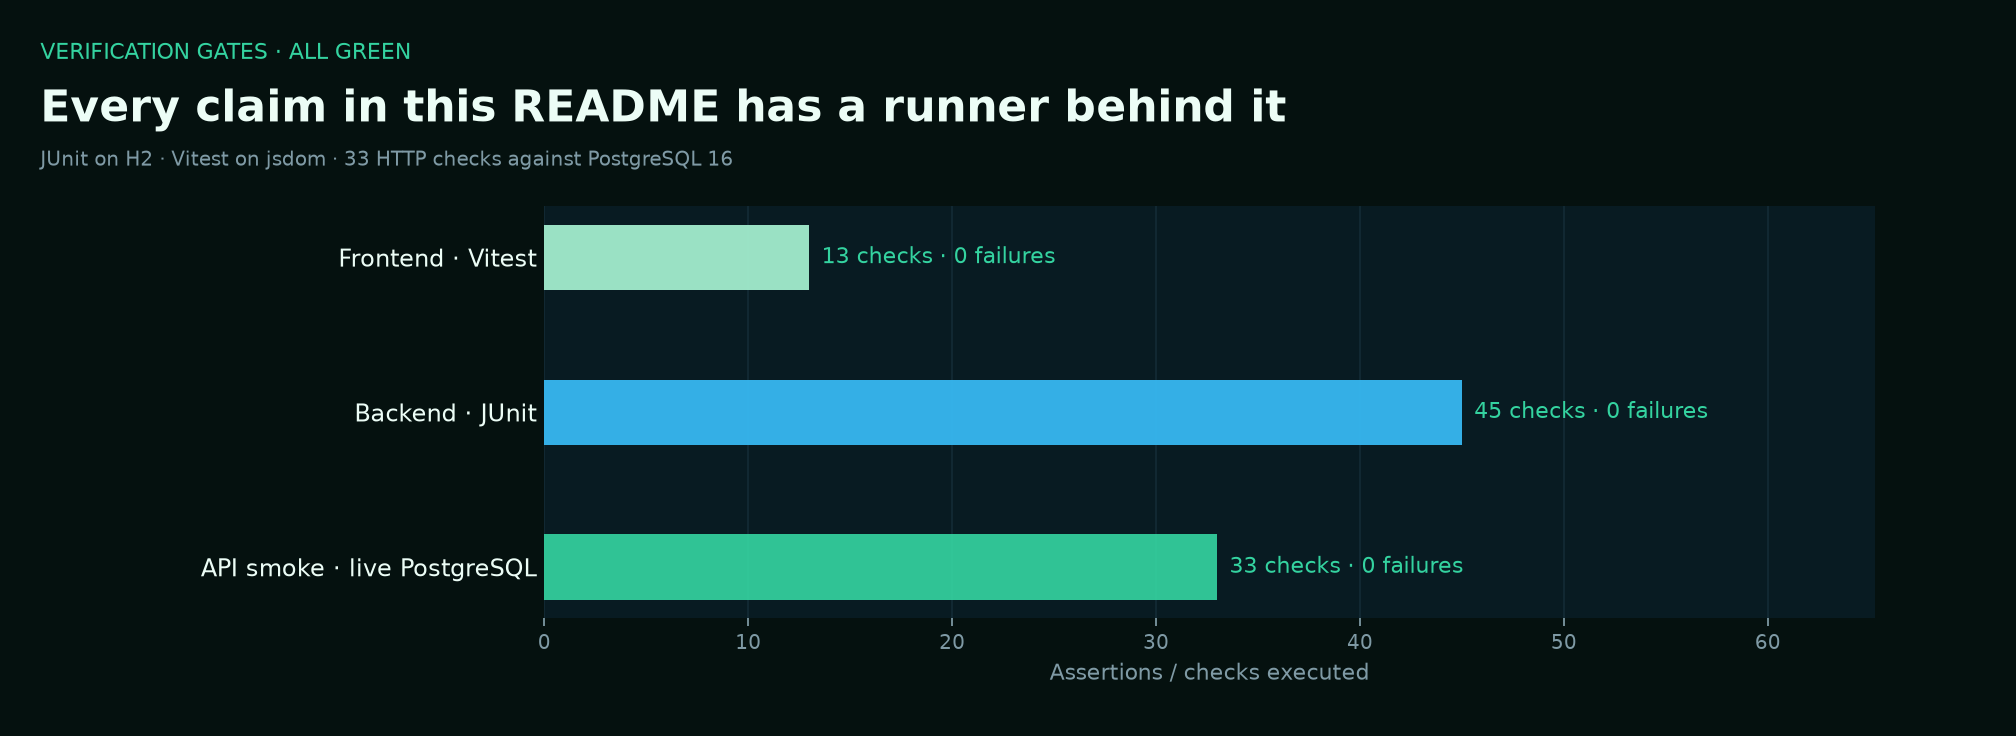 VERIFICATION GATES · ALL GREEN
Every claim in this README has a runner behind it
JUnit on H2 · Vitest on jsdom · 33 HTTP checks against PostgreSQL 16
Frontend · Vitest
13 checks · 0 failures
Backend · JUnit
45 checks · 0 failures
API smoke · live PostgreSQL
33 checks · 0 failures
0 10 20 30 40 50 60
Assertions / checks executed